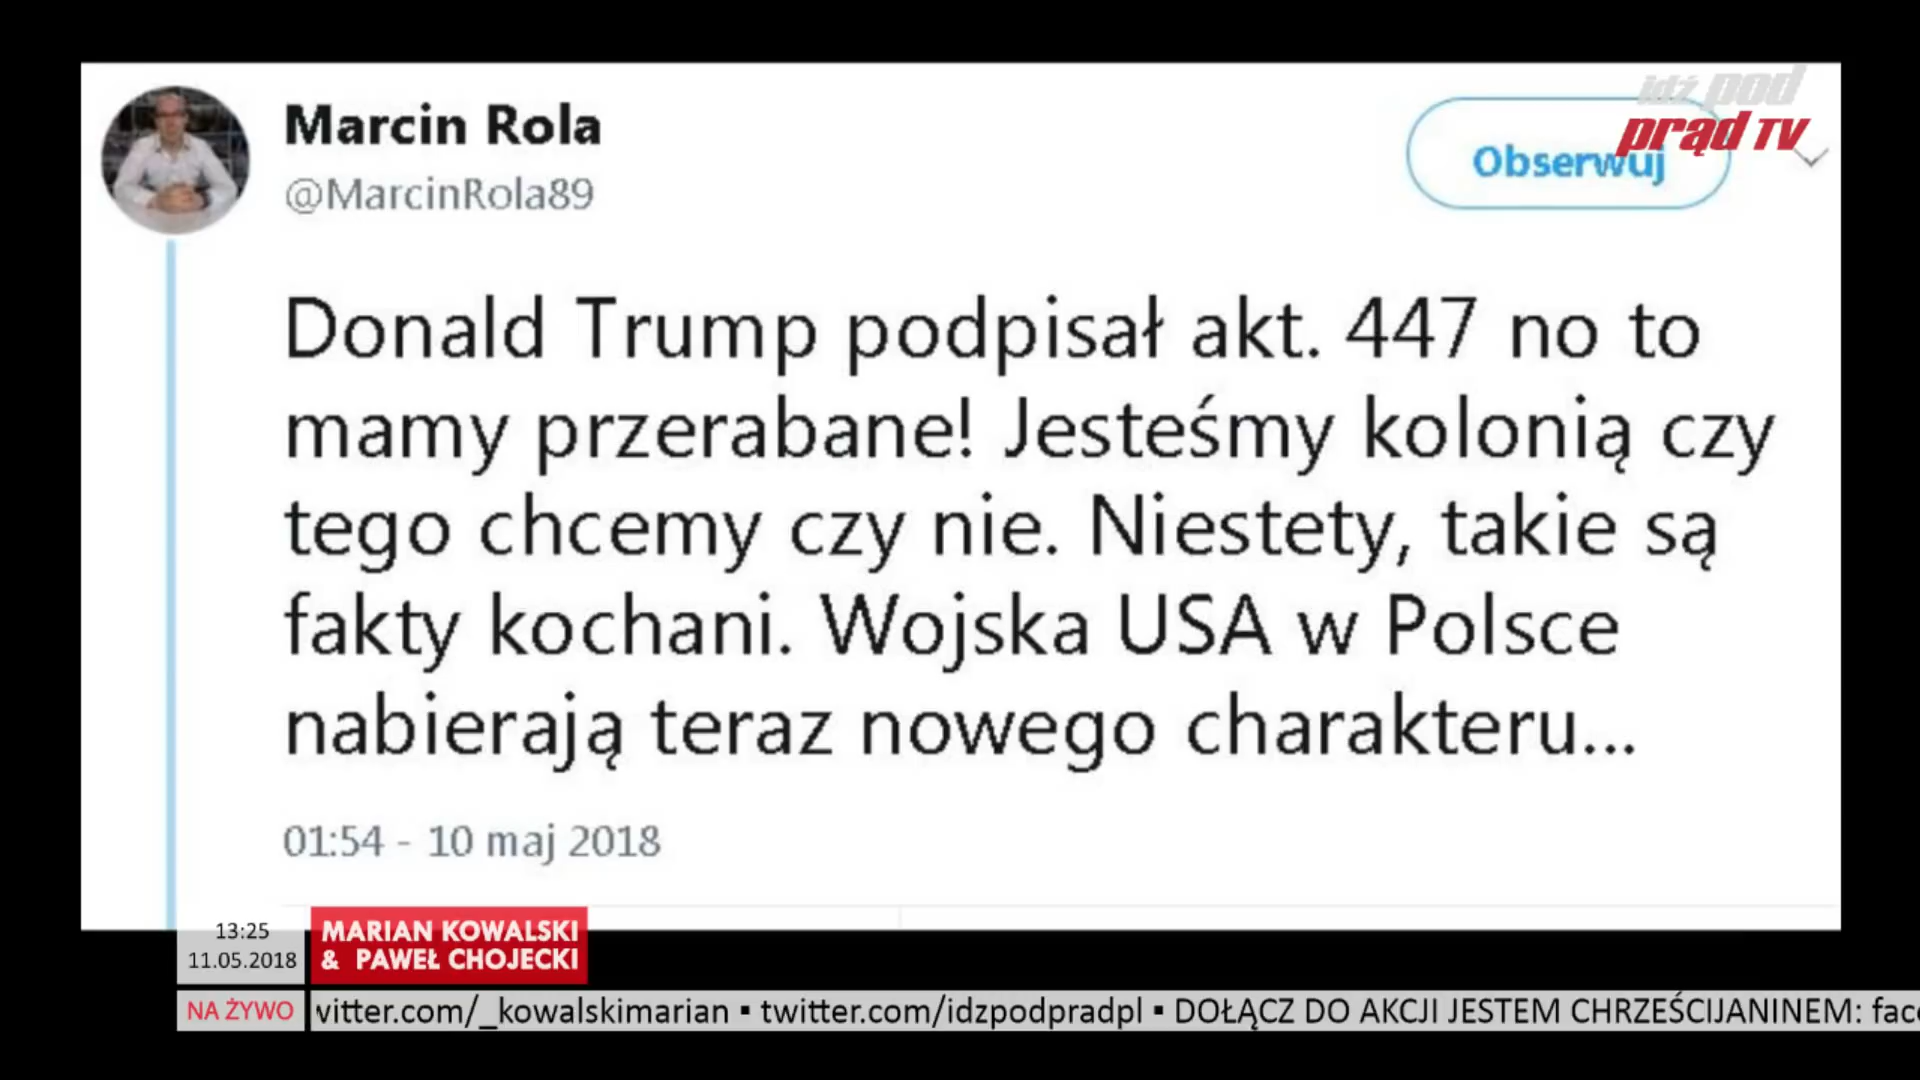 Marcin Rola
@MarcinRola89
Obserwuj
idź pod
prąd TV
Donald Trump podpisał akt. 447 no to
mamy przerabane! Jesteśmy kolonią czy
tego chcemy czy nie. Niestety, takie są
fakty kochani. Wojska USA w Polsce
nabierają teraz nowego charakteru...
01:54 - 10 maj 2018
13:25
11.05.2018
MARIAN KOWALSKI
& PAWEŁ CHOJECKI
NA ŻYWO
vitter.com/_kowalskimarian ▪ twitter.com/idzpodpradpl ▪ DOŁĄCZ DO AKCJI JESTEM CHRZEŚCIJANINEM: face